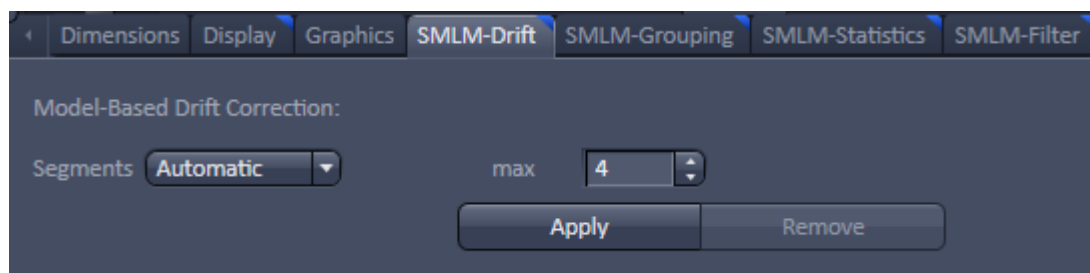 Dimensions Display Graphics SMLM-Drift SMLM-Grouping SMLM-Statistics SMLM-Filter
Model-Based Drift Correction:
Segments Automatic max 4
Apply Remove